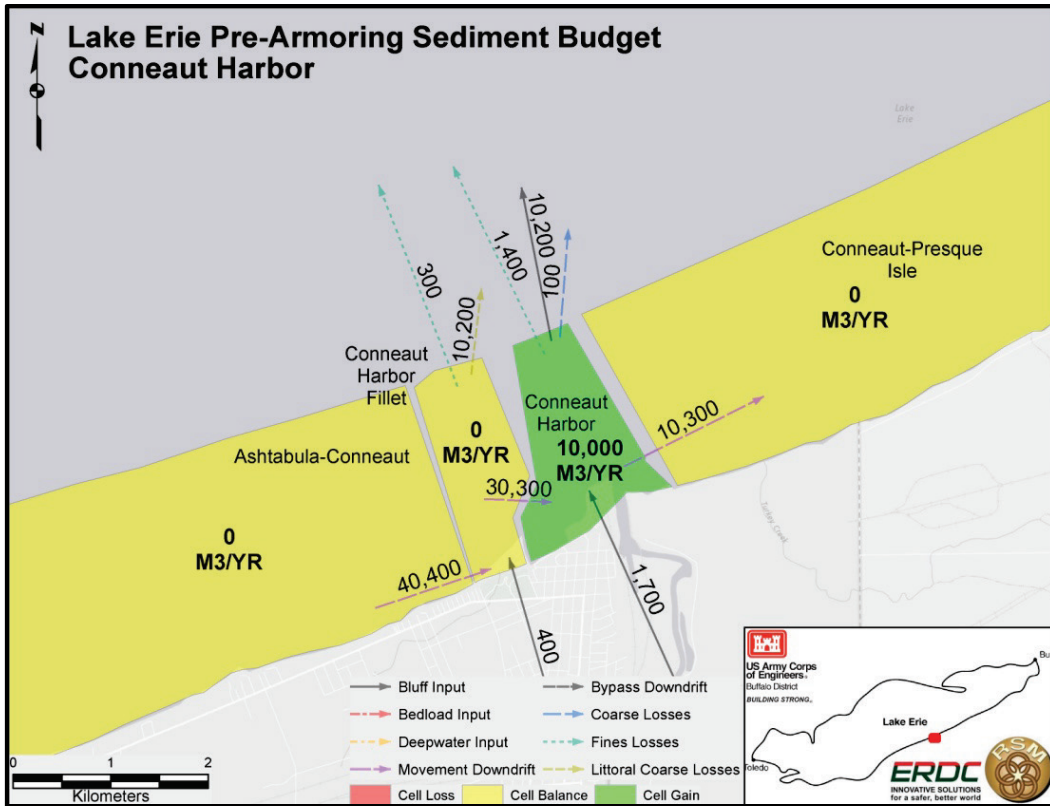 Lake Erie Pre-Armoring Sediment Budget
Conneaut Harbor
N
Lake
Erie
300
1,400
10,200
100
10,200
Conneaut-Presque
Isle
0
M3/YR
Conneaut
Harbor
Fillet
0
M3/YR
Conneaut
Harbor
10,000
M3/YR
10,300
Ashtabula-Conneaut
0
M3/YR
30,300
40,400
400
1,700
Turkey Creek
Bluff Input
Bedload Input
Deepwater Input
Movement Downdrift
Bypass Downdrift
Coarse Losses
Fines Losses
Littoral Coarse Losses
Cell Loss
Cell Balance
Cell Gain
0 1 2
Kilometers
US Army Corps
of Engineers®
Buffalo District
BUILDING STRONG®
Bu
Lake Erie
Toledo
ERDC
INNOVATIVE SOLUTIONS
for a safer, better world
RSM